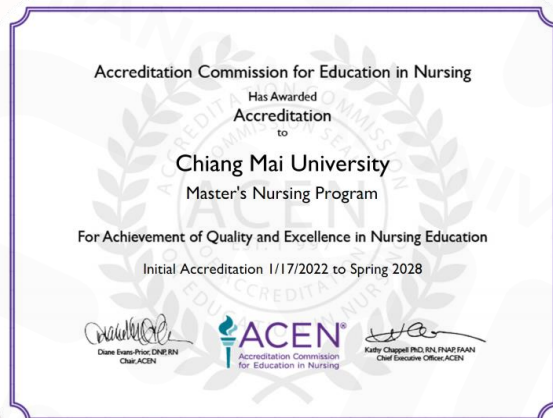 Accreditation Commission for Education in Nursing
Has Awarded
Accreditation
to
Chiang Mai University
Master's Nursing Program
For Achievement of Quality and Excellence in Nursing Education
Initial Accreditation 1/17/2022 to Spring 2028
Diane Evans-Prior, DNP, RN
Chair, ACEN
ACEN®
Accreditation Commission
for Education in Nursing
Kathy Chappell PhD, RN, FNAP, FAAN
Chief Executive Officer, ACEN